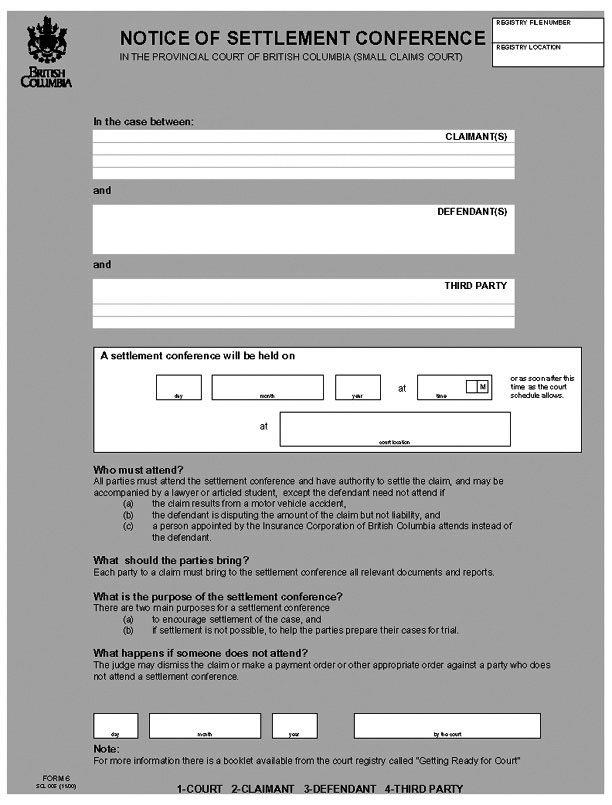 REGISTRY FILE NUMBER
NOTICE OF SETTLEMENT CONFERENCE
IN THE PROVINCIAL COURT OF BRITISH COLUMBIA (SMALL CLAIMS COURT)
REGISTRY LOCATION
BRITISH
COLUMBIA
In the case between:
CLAIMANT(S)
and
DEFENDANT(S)
and
THIRD PARTY
A settlement conference will be held on
day month year at time M
or as soon after this
time as the court
schedule allows.
at
court location
Who must attend?
All parties must attend the settlement conference and have authority to settle the claim, and may be
accompanied by a lawyer or articled student, except the defendant need not attend if
(a) the claim results from a motor vehicle accident,
(b) the defendant is disputing the amount of the claim but not liability, and
(c) a person appointed by the Insurance Corporation of British Columbia attends instead of
the defendant.
What should the parties bring?
Each party to a claim must bring to the settlement conference all relevant documents and reports.
What is the purpose of the settlement conference?
There are two main purposes for a settlement conference
(a) to encourage settlement of the case, and
(b) if settlement is not possible, to help the parties prepare their cases for trial.
What happens if someone does not attend?
The judge may dismiss the claim or make a payment order or other appropriate order against a party who does
not attend a settlement conference.
day month year by the court
Note:
For more information there is a booklet available from the court registry called "Getting Ready for Court"
FORM 6
SCL 008 (11/00)
1-COURT 2-CLAIMANT 3-DEFENDANT 4-THIRD PARTY